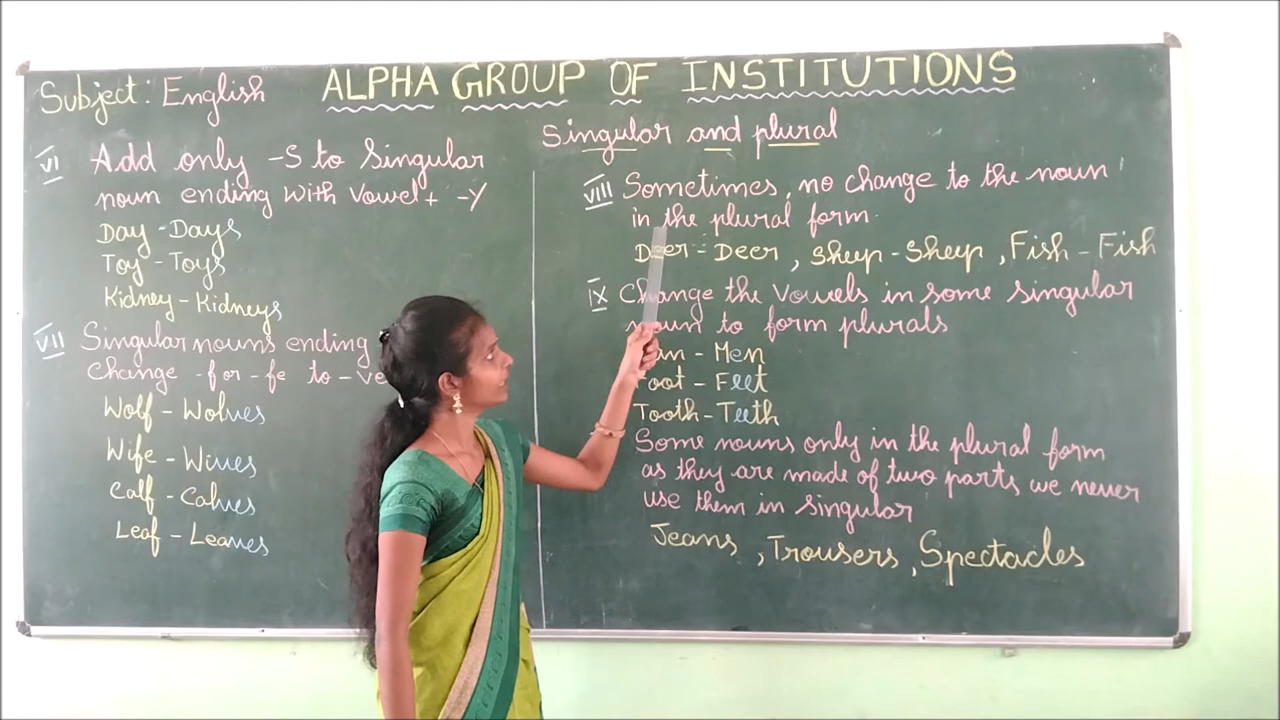 Subject: English
ALPHA GROUP OF INSTITUTIONS
Singular and plural
VI Add only -S to Singular
noun ending with vowel + -Y
Day - Days
Toy - Toys
Kidney - Kidneys
VII Singular nouns ending
change -f or -fe to -ve
Wolf - Wolves
Wife - Wives
Calf - Calves
Leaf - Leaves
VIII Sometimes, no change to the noun
in the plural form.
Deer - Deer, Sheep - Sheep, Fish - Fish
IX Change the Vowels in some singular
noun to form plurals
- Men
Foot - Feet
Tooth - Teeth
Some nouns only in the plural form
as they are made of two parts we never
use them in singular
Jeans, Trousers, Spectacles